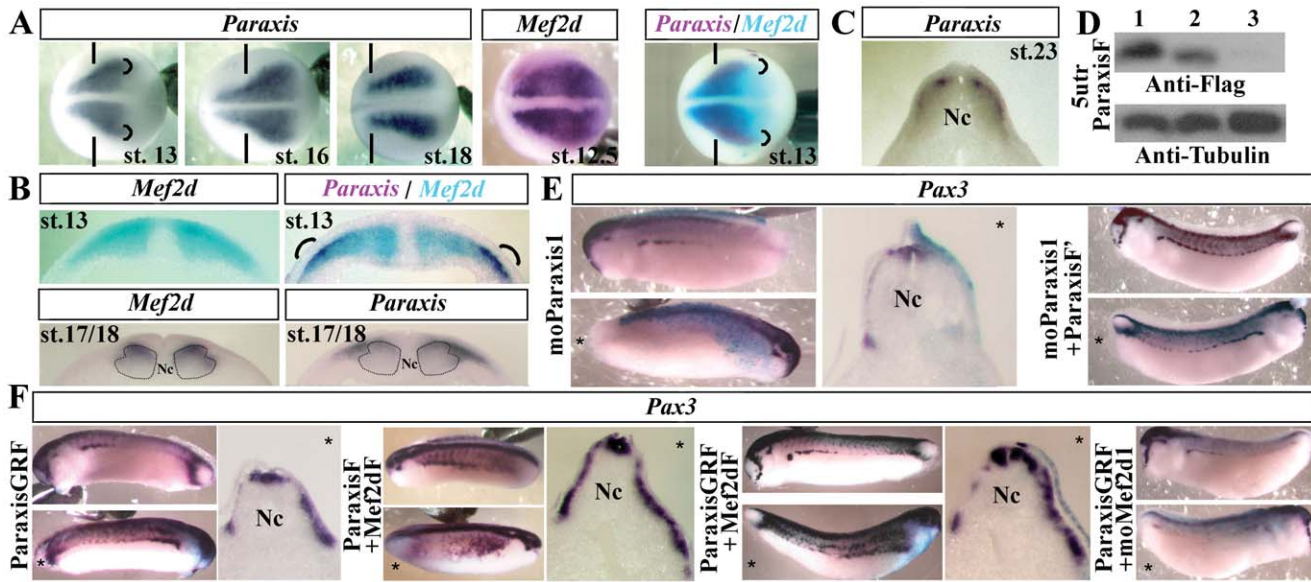 A
Paraxis
st. 13
st. 16
st.18
Mef2d
st.12.5
Paraxis/Mef2d
st.13
C
Paraxis
st.23
Nc
D
1 2 3
5utr
ParaxisF
Anti-Flag
Anti-Tubulin
B
Mef2d
st.13
Paraxis / Mef2d
st.13
Mef2d
st.17/18
Nc
Paraxis
st.17/18
Nc
E
Pax3
moParaxis1
*
Nc
*
moParaxis1
+ParaxisF'
*
F
Pax3
ParaxisGRF
*
Nc
*
ParaxisF
+Mef2dF
*
Nc
*
ParaxisGRF
+Mef2dF
*
Nc
*
ParaxisGRF
+moMef2d1
*